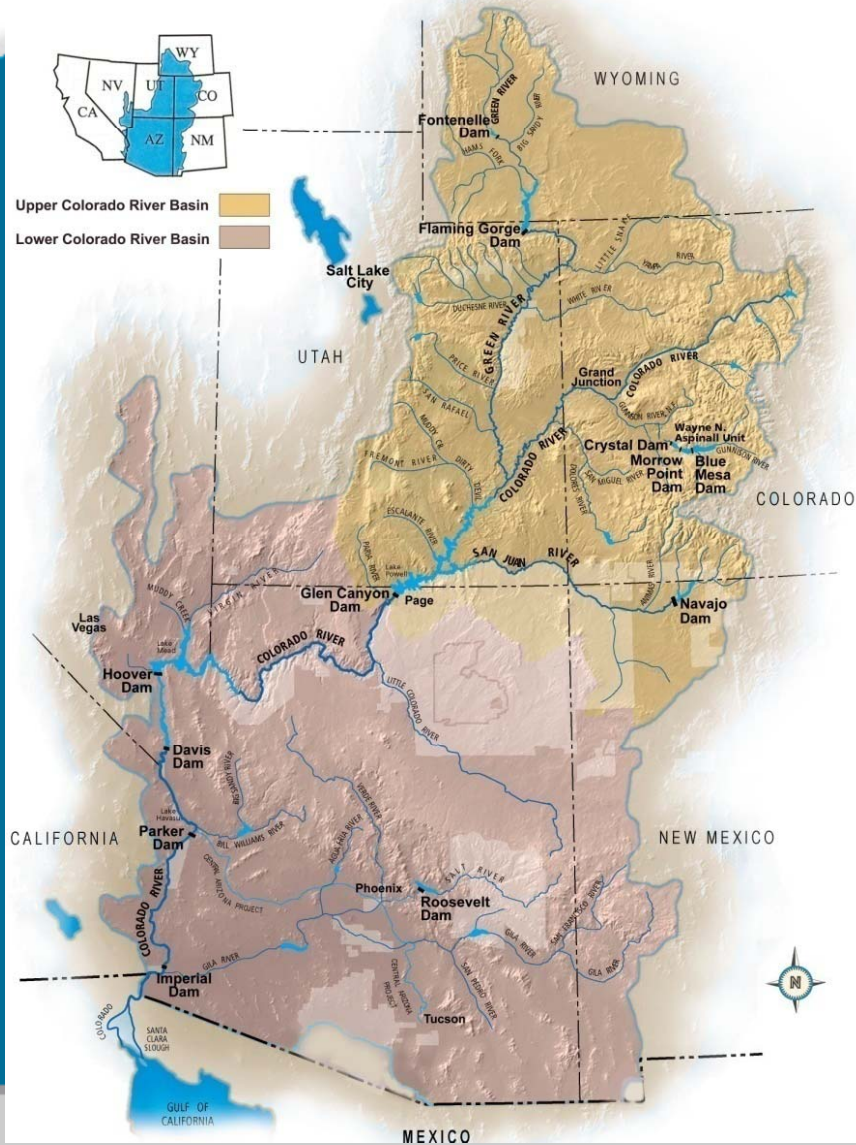 WY
NV
UT
CO
CA
AZ
NM
Upper Colorado River Basin
Lower Colorado River Basin
WYOMING
GREEN RIVER
Fontenelle
Dam
BIG SANDY RIVER
HAMS FORK
Flaming Gorge
Dam
LITTLE SNAKE
YAMPA RIVER
Salt Lake
City
WHITE RIVER
DUCHESNE RIVER
GREEN RIVER
UTAH
PRICE RIVER
COLORADO RIVER
Grand
Junction
SAN RAFAEL
GUNNISON RIVER, N.F.
MUDDY CR
Wayne N.
Aspinall Unit
Crystal Dam
GUNNISON RIVER
Morrow
Point
Dam
Blue
Mesa
Dam
FREMONT RIVER
DIRTY DEVIL
COLORADO RIVER
SAN MIGUEL RIVER
DOLORES RIVER
COLORADO
ESCALANTE RIVER
PARIA RIVER
SAN JUAN RIVER
Lake
Powell
ANIMAS RIVER
Glen Canyon
Dam
Page
Navajo
Dam
MUDDY CREEK
VIRGIN RIVER
Las
Vegas
Lake
Mead
COLORADO RIVER
Hoover
Dam
LITTLE COLORADO RIVER
Davis
Dam
BIG SANDY RIVER
VERDE RIVER
Lake
Havasu
CALIFORNIA
Parker
Dam
BILL WILLIAMS RIVER
AGUA FRIA RIVER
NEW MEXICO
CENTRAL ARIZONA PROJECT
SALT RIVER
Phoenix
Roosevelt
Dam
SAN FRANCISCO RIVER
COLORADO RIVER
GILA RIVER
GILA RIVER
GILA RIVER
Imperial
Dam
SAN PEDRO RIVER
CENTRAL ARIZONA
PROJECT
N
Tucson
COLORADO
SANTA
CLARA
SLOUGH
GULF OF
CALIFORNIA
MEXICO